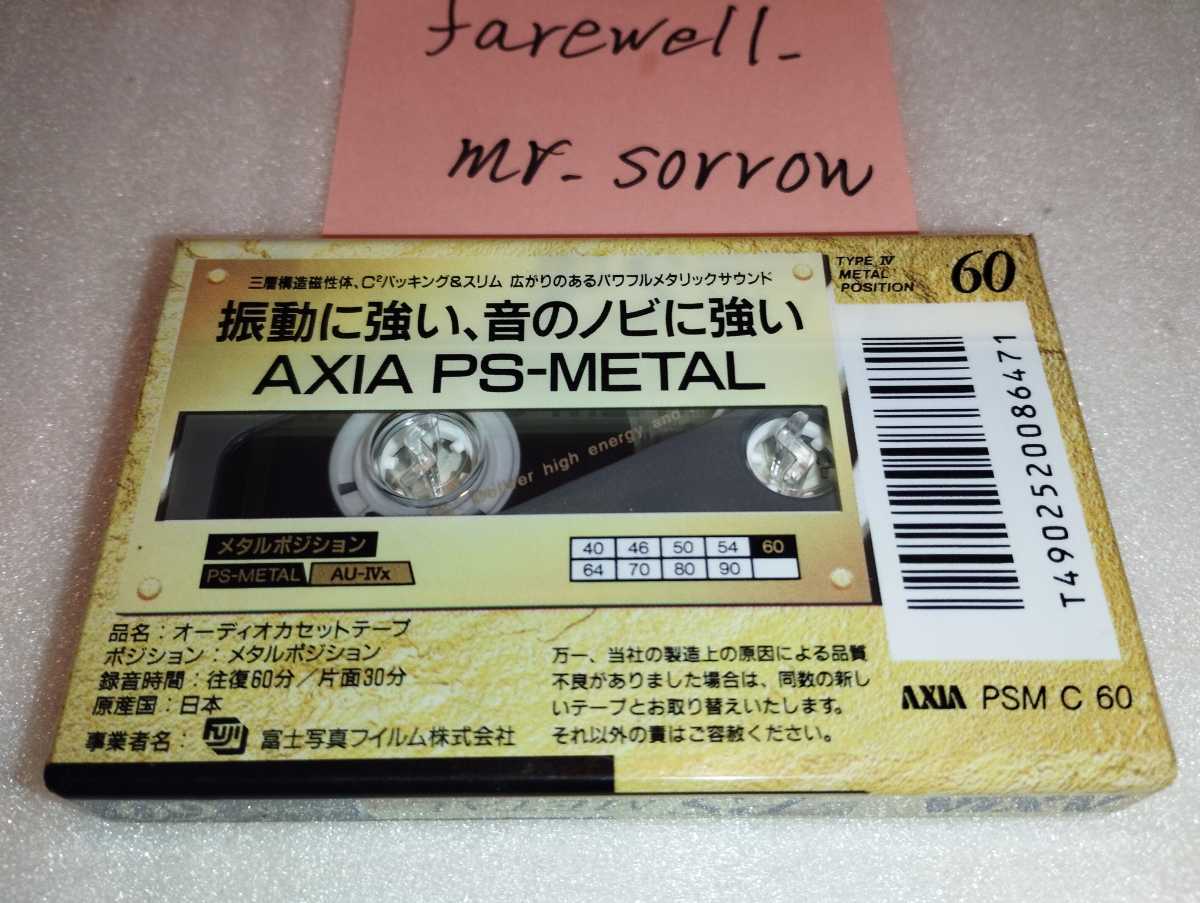 farewell_
mr_sorrow
三層構造磁性体、C²パッキング&スリム 広がりのあるパワフルメタリックサウンド
振動に強い、音のノビに強い
AXIA PS-METAL
TYPE IV
METAL
POSITION
60
high energy and
メタルポジション
PS-METAL AU-IVx
40 46 50 54 60
64 70 80 90
T4902520086471
品名:オーディオカセットテープ
ポジション:メタルポジション
録音時間:往復60分/片面30分
原産国:日本
事業者名: FUJI 富士写真フイルム株式会社
万一、当社の製造上の原因による品質
不良がありました場合は、同数の新し
いテープとお取り替えいたします。
それ以外の責はご容赦ください。
AXIA PSM C 60